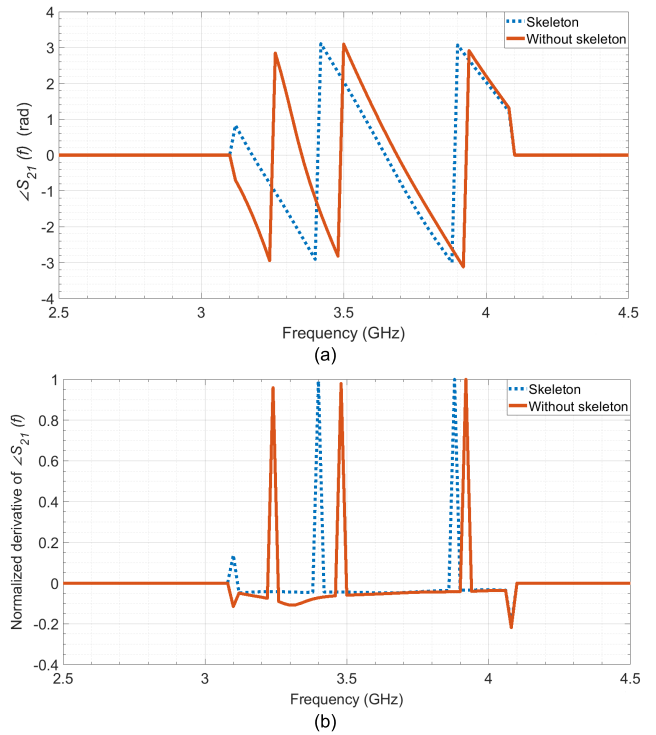 4
3
2
1
0
-1
-2
-3
-4
∠S21 (f) (rad)
Skeleton
Without skeleton
2.5 3 3.5 4 4.5
Frequency (GHz)
(a)
1
0.8
0.6
0.4
0.2
0
-0.2
-0.4
Normalized derivative of ∠S21 (f)
Skeleton
Without skeleton
2.5 3 3.5 4 4.5
Frequency (GHz)
(b)